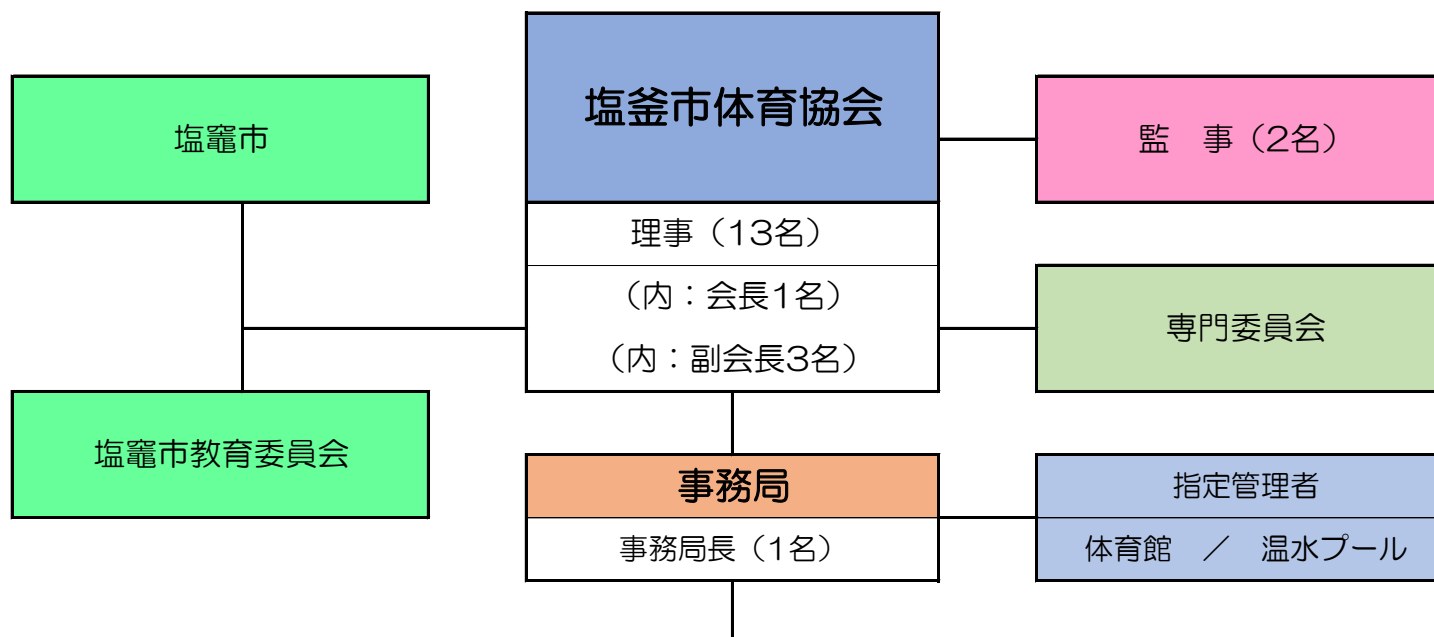 塩釜市体育協会
塩竈市
監　事（2名）
理事（13名）
（内：会長1名）
（内：副会長3名）
専門委員会
塩竈市教育委員会
事務局
事務局長（1名）
指定管理者
体育館　／　温水プール